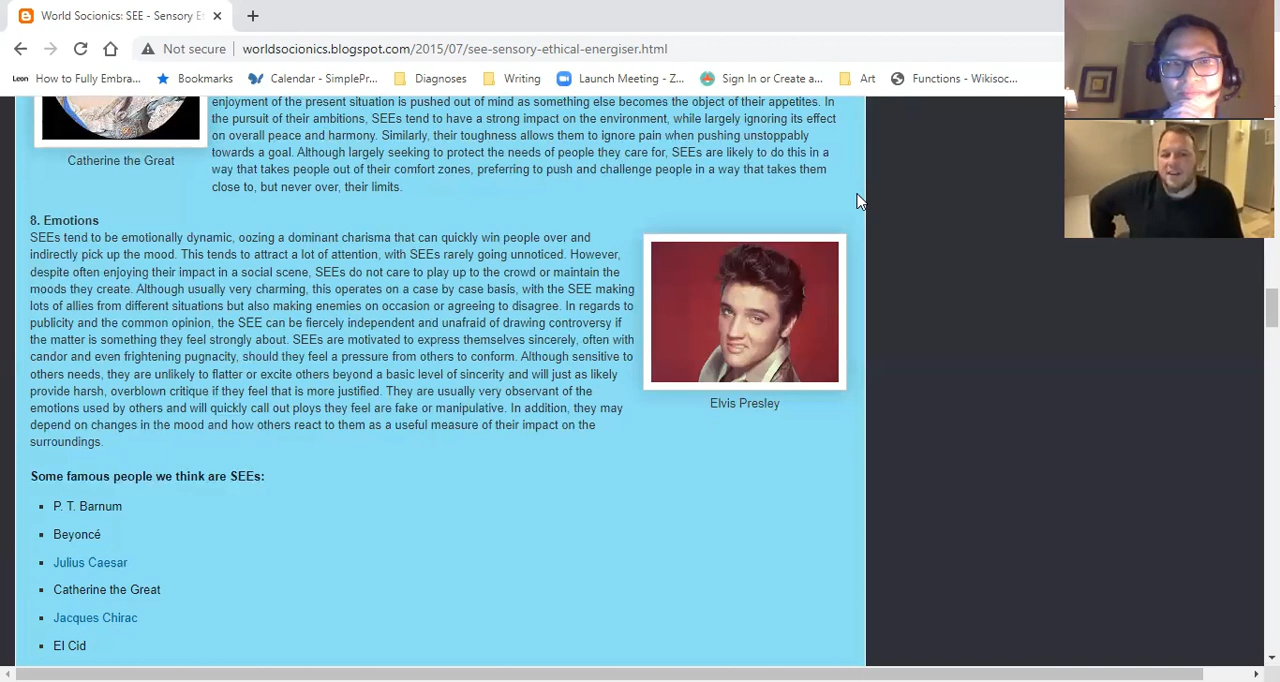 World Socionics: SEE - Sensory E
Not secure
worldsocionics.blogspot.com/2015/07/see-sensory-ethical-energiser.html
Leon How to Fully Embra...
Bookmarks
Calendar - SimplePr...
Diagnoses
Writing
Launch Meeting - Z...
Sign In or Create a...
Art
Functions - Wikisoc...
enjoyment of the present situation is pushed out of mind as something else becomes the object of their appetites. In
the pursuit of their ambitions, SEEs tend to have a strong impact on the environment, while largely ignoring its effect
on overall peace and harmony. Similarly, their toughness allows them to ignore pain when pushing unstoppably
towards a goal. Although largely seeking to protect the needs of people they care for, SEEs are likely to do this in a
way that takes people out of their comfort zones, preferring to push and challenge people in a way that takes them
close to, but never over, their limits.
Catherine the Great
8. Emotions
SEEs tend to be emotionally dynamic, oozing a dominant charisma that can quickly win people over and
indirectly pick up the mood. This tends to attract a lot of attention, with SEEs rarely going unnoticed. However,
despite often enjoying their impact in a social scene, SEEs do not care to play up to the crowd or maintain the
moods they create. Although usually very charming, this operates on a case by case basis, with the SEE making
lots of allies from different situations but also making enemies on occasion or agreeing to disagree. In regards to
publicity and the common opinion, the SEE can be fiercely independent and unafraid of drawing controversy if
the matter is something they feel strongly about. SEEs are motivated to express themselves sincerely, often with
candor and even frightening pugnacity, should they feel a pressure from others to conform. Although sensitive to
others needs, they are unlikely to flatter or excite others beyond a basic level of sincerity and will just as likely
provide harsh, overblown critique if they feel that is more justified. They are usually very observant of the
emotions used by others and will quickly call out ploys they feel are fake or manipulative. In addition, they may
depend on changes in the mood and how others react to them as a useful measure of their impact on the
surroundings.
Elvis Presley
Some famous people we think are SEEs:
P. T. Barnum
Beyoncé
Julius Caesar
Catherine the Great
Jacques Chirac
El Cid